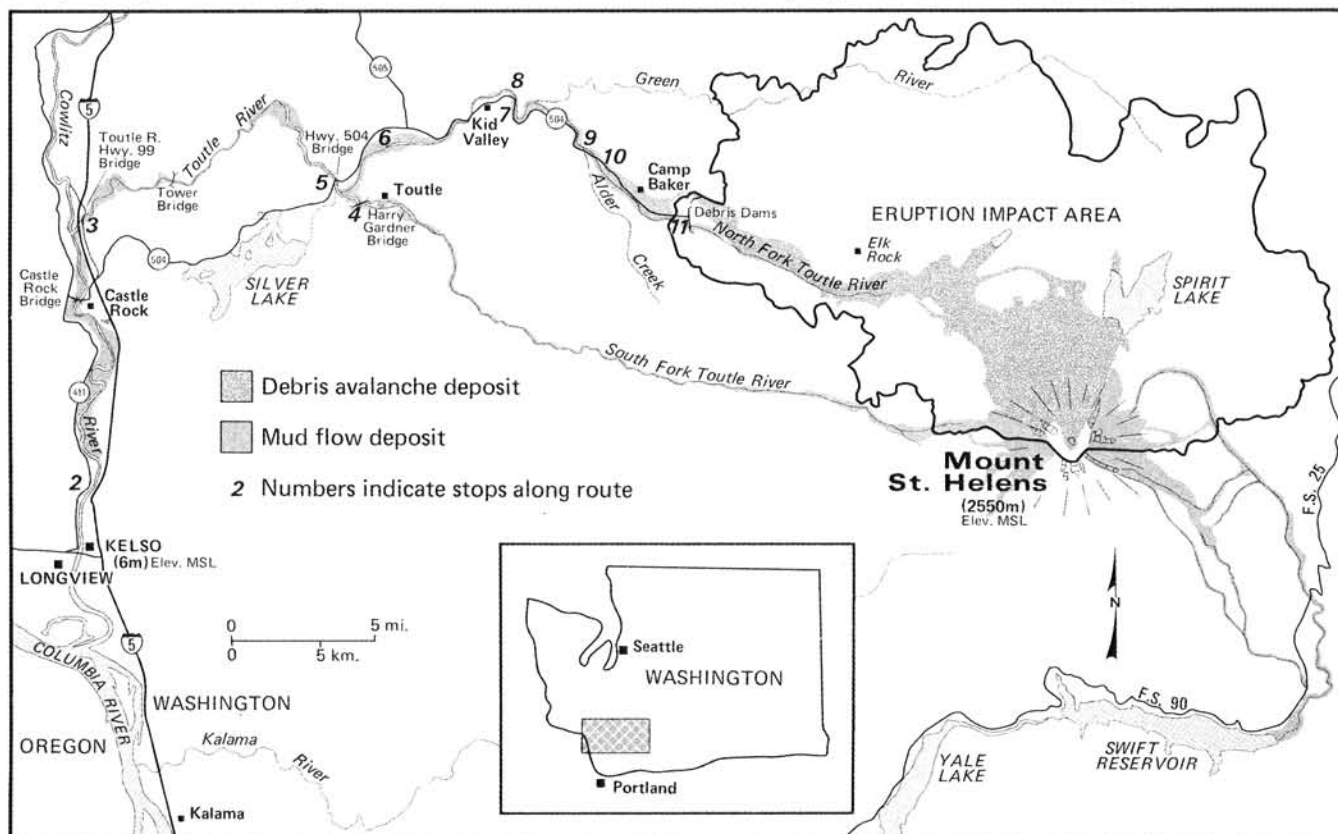 Cowlitz
5
505
Toutle R.
Hwy. 99
Bridge
Toutle River
Tower
Bridge
3
Hwy. 504
Bridge
5
6
4
Toutle
Harry
Gardner
Bridge
7
8
Kid
Valley
504
Green
River
9
10
Camp
Baker
Alder
Creek
11
Debris Dams
North Fork Toutle River
ERUPTION IMPACT AREA
Elk
Rock
SPIRIT
LAKE
504
SILVER
LAKE
Castle
Rock
Bridge
Castle
Rock
411
River
South Fork Toutle River
Debris avalanche deposit
Mud flow deposit
2 Numbers indicate stops along route
2
KELSO
(6m) Elev. MSL
LONGVIEW
Mount
St. Helens
(2550m)
Elev. MSL
F.S. 25
N
0 5 mi.
0 5 km.
5
COLUMBIA RIVER
WASHINGTON
OREGON
Kalama
River
Kalama
Seattle
WASHINGTON
Portland
F.S. 90
YALE
LAKE
SWIFT
RESERVOIR